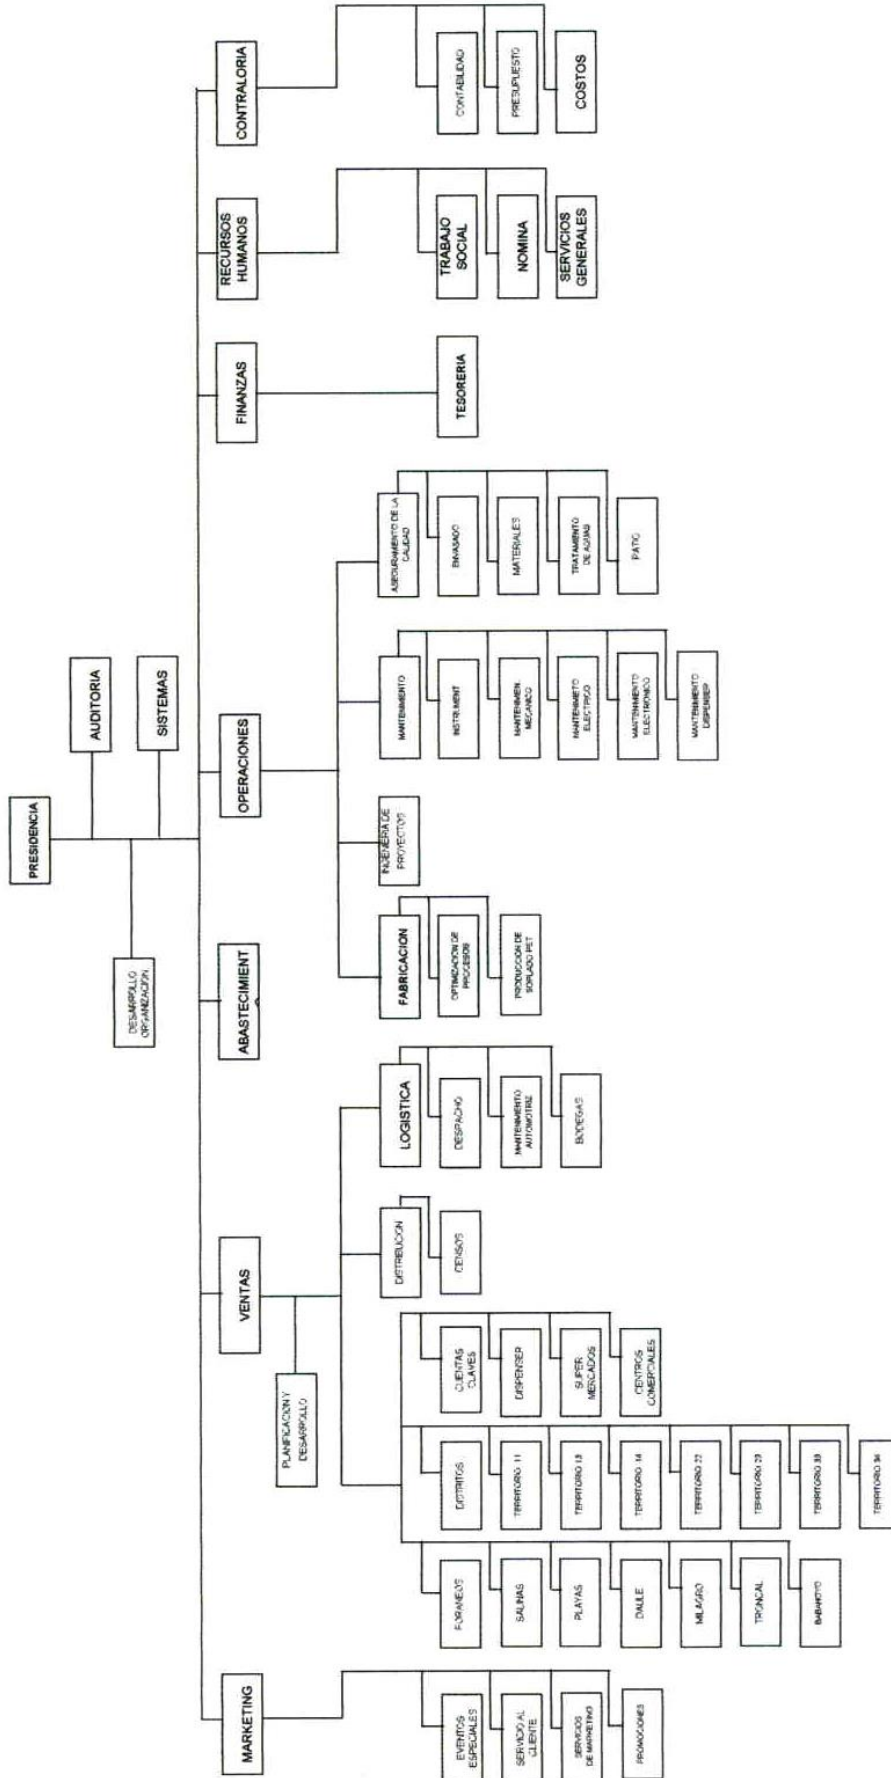 PRESIDENCIA
AUDITORIA
SISTEMAS
DESARROLLO
ORGANIZACION.
MARKETING
VENTAS
ABASTECIMIENT
OPERACIONES
FINANZAS
RECURSOS
HUMANOS
CONTRALORIA
EVENTOS
ESPECIALES
SERVICIO AL
CLIENTE
SERVICIOS
DE MARKETING
PROMOCIONES
PLANIFICACION Y
DESARROLLO
FORANEOS
SALINAS
PLAYAS
DAULE
MILAGRO
TRONCAL
BABAHOYO
DISTRITOS
TERRITORIO 11
TERRITORIO 13
TERRITORIO 14
TERRITORIO 22
TERRITORIO 23
TERRITORIO 33
TERRITORIO 34
CUENTAS
CLAVES
DISPENSER
SUPER
MERCADOS
CENTROS
COMERCIALES
DISTRIBUCION
CENSOS
LOGISTICA
DESPACHO
MANTENIMIENTO
AUTOMOTRIZ
BODEGAS
FABRICACION
OPTIMIZACION DE
PROCESOS
PRODUCCION DE
SOPLADO PET
INGENIERIA DE
PROYECTOS
MANTENIMIENTO
INSTRUMENT
MANTENIMEN.
MECANICO
MANTENIMIETO
ELECTRICO
MANTENIMIENTO
ELECTRONICO
MANTENIMIENTO
DISPENSER
ASEGURAMIENTO DE LA
CALIDAD
ENVASADO
MATERIALES
TRATAMIENTO
DE AGUAS
PATIO
TESORERIA
TRABAJO
SOCIAL
NOMINA
SERVICIOS
GENERALES
CONTABILIDAD
PRESUPUESTO
COSTOS